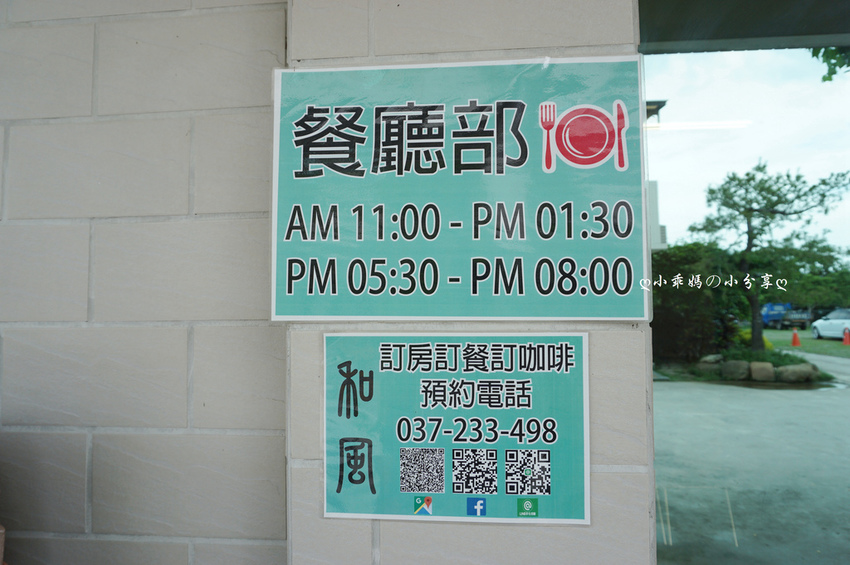 餐廳部
AM 11:00 - PM 01:30
PM 05:30 - PM 08:00
ღ小乖媽の小分享ღ
和風
訂房訂餐訂咖啡
預約電話
037-233-498